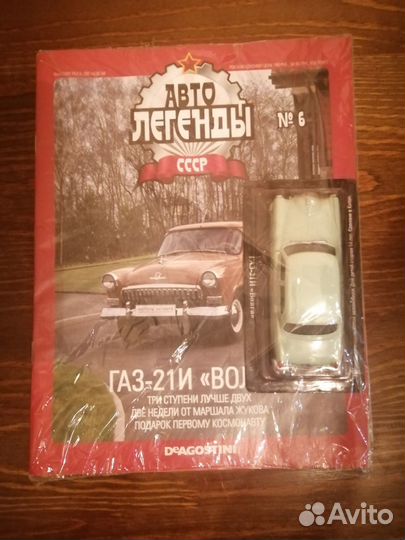 АВТО
ЛЕГЕНДЫ
СССР
№ 6
ГАЗ-21И «ВОЛ
ТРИ СТУПЕНИ ЛУЧШЕ ДВУХ
ДВЕ НЕДЕЛИ ОТ МАРШАЛА ЖУКОВА
ПОДАРОК ПЕРВОМУ КОСМОНАВТУ
DEAGOSTINI
Avito